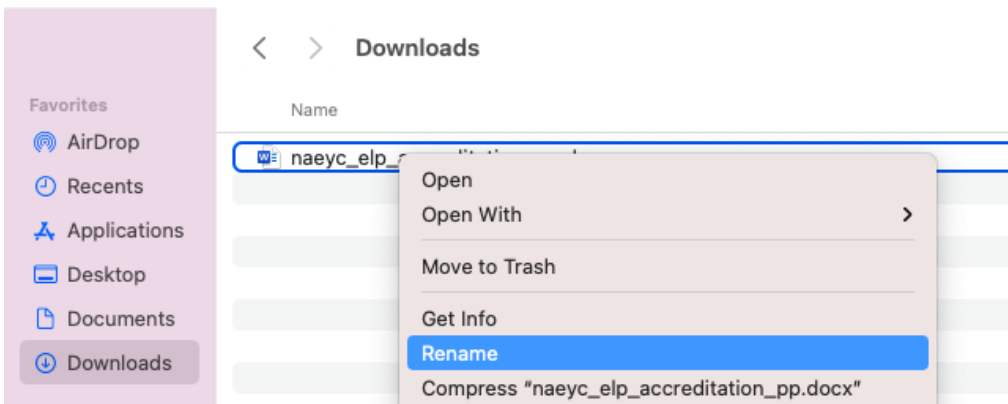 Downloads
Favorites
Name
AirDrop
naeyc_elp_
Recents
Open
Open With
Applications
Move to Trash
Desktop
Documents
Get Info
Downloads
Rename
Compress “naeyc_elp_accreditation_pp.docx”